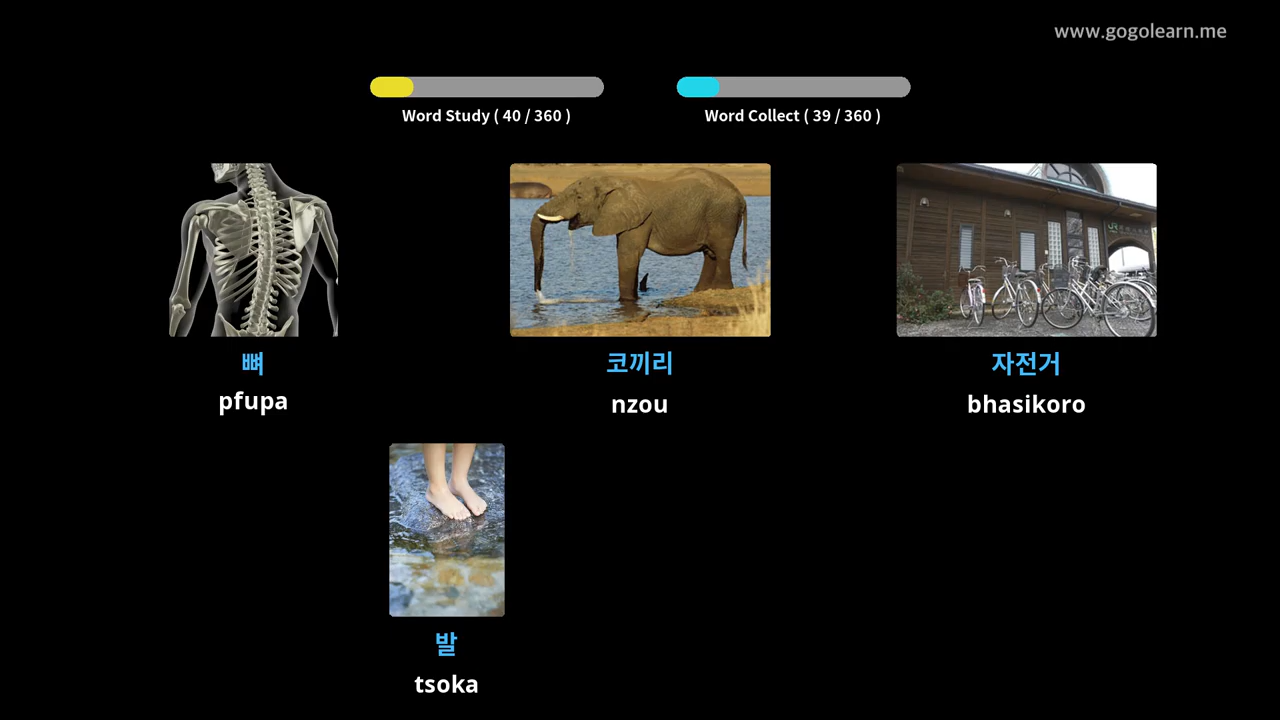 www.gogolearn.me
Word Study ( 40 / 360 )
Word Collect ( 39 / 360 )
뼈
코끼리
자전거
pfupa
nzou
bhasikoro
발
tsoka